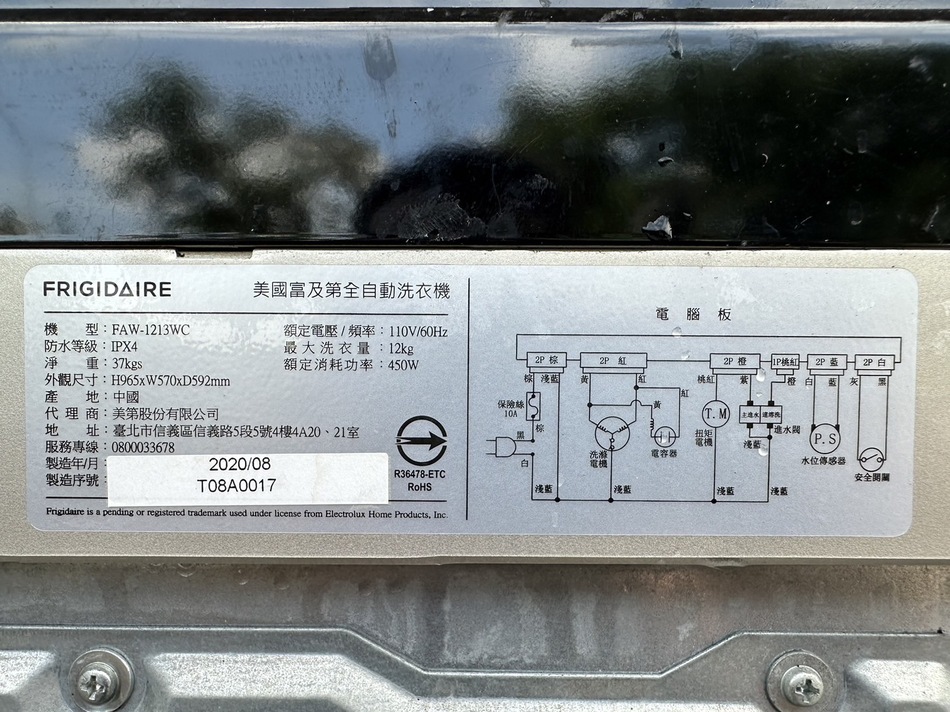 FRIGIDAIRE
美國富及第全自動洗衣機
機 型：FAW-1213WC
額定電壓/頻率：110V/60Hz
防水等級：IPX4
最大洗衣量：12kg
淨 重：37kgs
額定消耗功率：450W
外觀尺寸：H965xW570xD592mm
產 地：中國
代 理 商：美第股份有限公司
地 址：臺北市信義區信義路5段5號4樓4A20、21室
服務專線：0800033678
製造年/月：2020/08
製造序號：T08A0017
R36478-ETC
RoHS
Frigidaire is a pending or registered trademark used under license from Electrolux Home Products, Inc.
電腦板
2P 棕
2P 紅
2P 橙
1P桃紅
2P 藍
2P 白
棕 淺藍 黃 紅 桃紅 紫 橙 白 藍 灰 黑
紅
保險絲
10A
黃
棕
黑
白
洗滌
電機
電容器
T.M
扭矩
電機
主進水
進水閥
淺藍
P.S
水位傳感器
安全開關
淺藍 淺藍 淺藍 淺藍